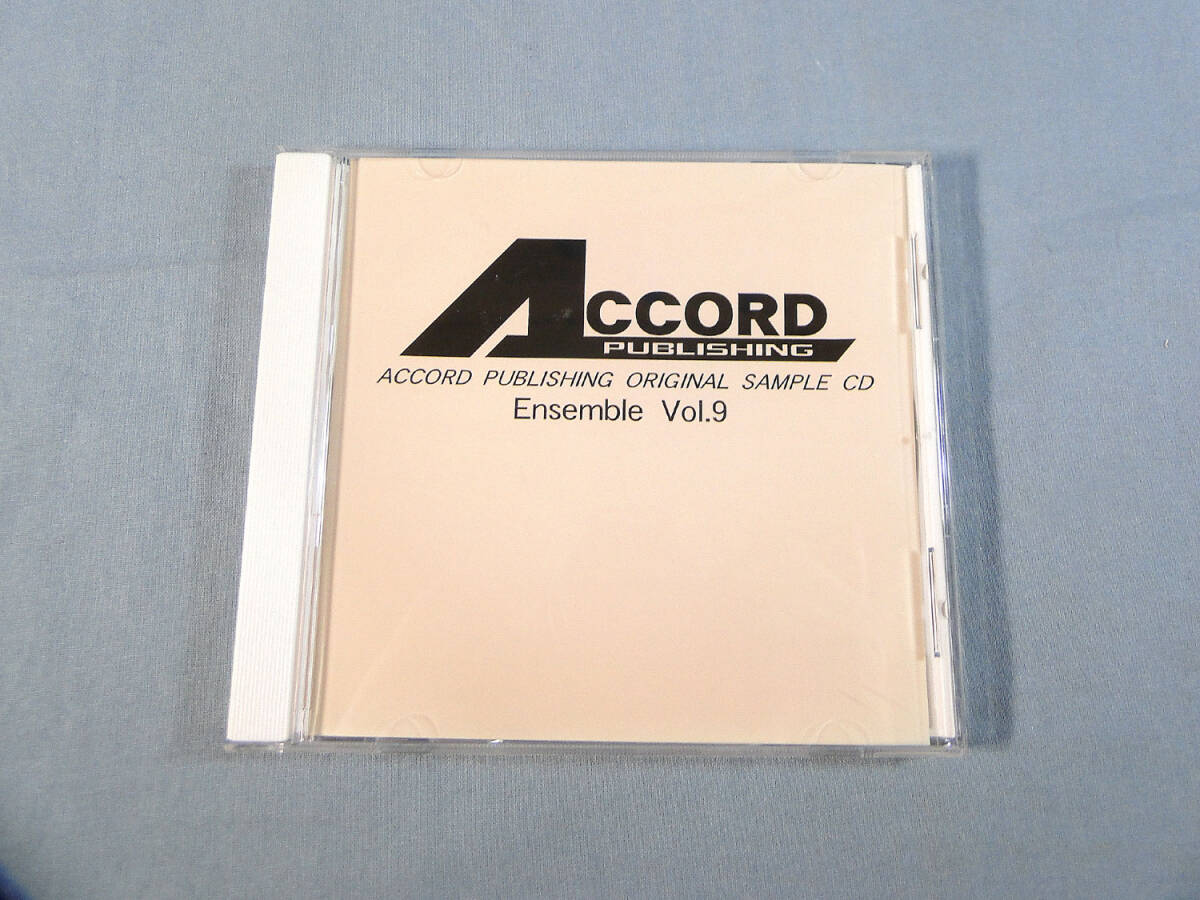 ACCORD
PUBLISHING
ACCORD PUBLISHING ORIGINAL SAMPLE CD
Ensemble Vol.9